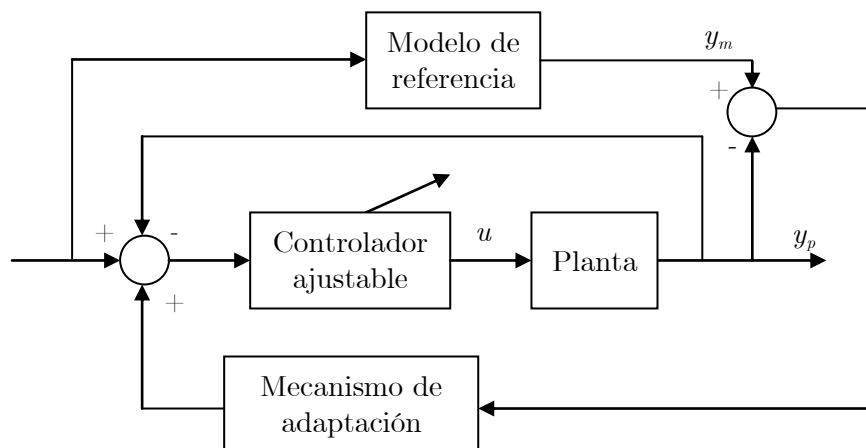 Modelo de
referencia
y_m
+
-
+
-
Controlador
ajustable
u
Planta
y_p
+
Mecanismo de
adaptación